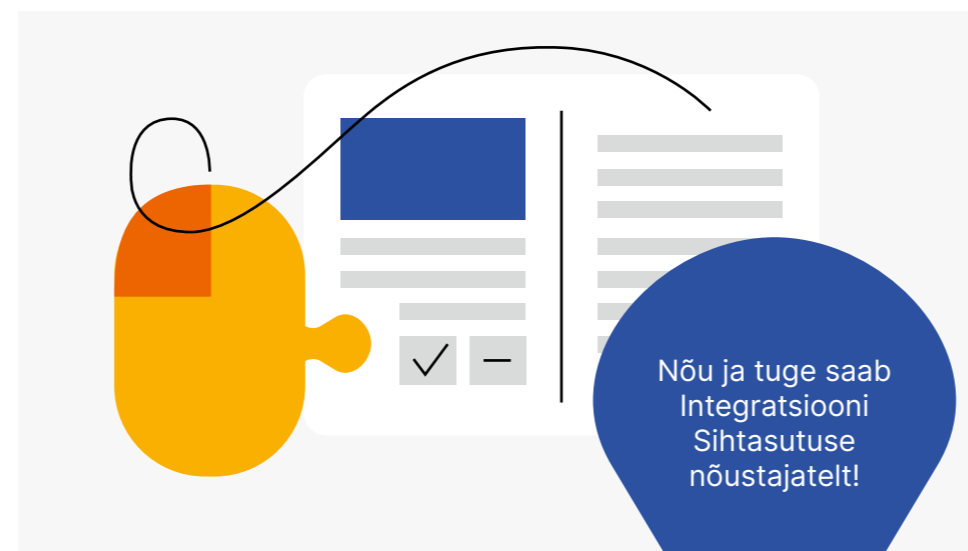 Nõu ja tuge saab
Integratsiooni
Sihtasutuse
nõustajatelt!